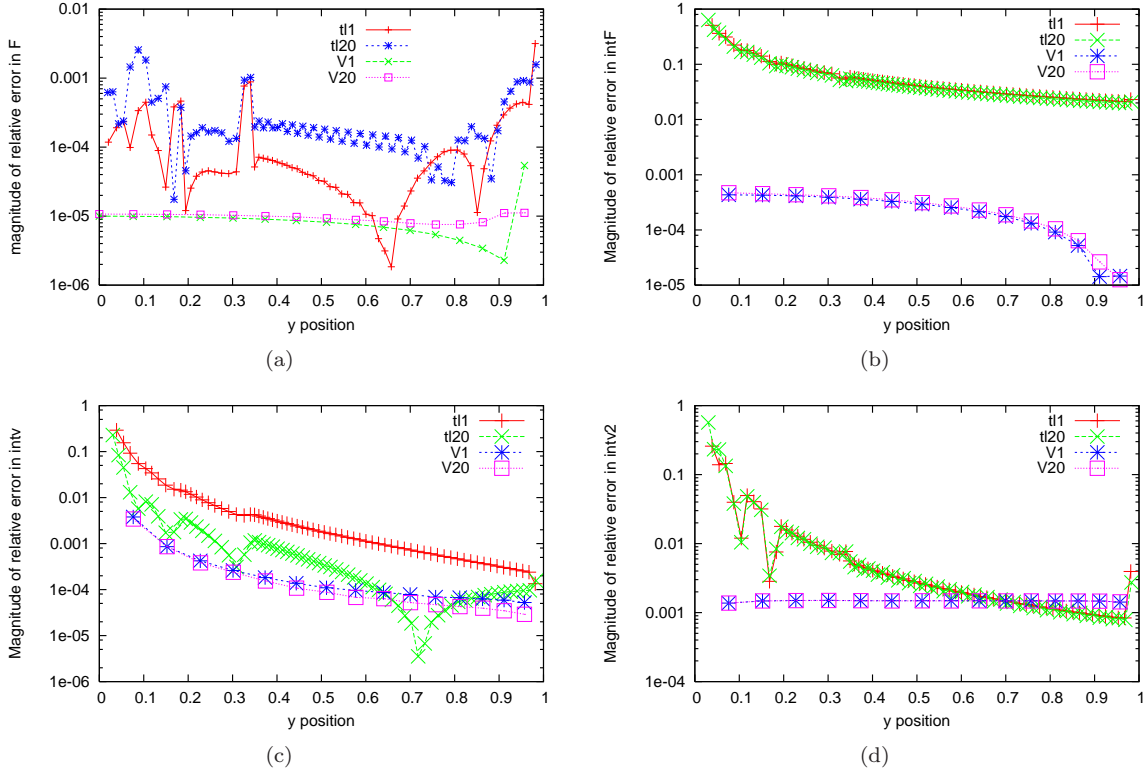 magnitude of relative error in F
0.001
0.0001
1e-05
1e-06
0
0.1
0.2
0.3
0.4
0.5
0.6
0.7
0.8
0.9
1
y position
tl1
tl20
V1
V20
(a)
Magnitude of relative error in intF
1
0.1
0.01
0.001
1e-04
1e-05
0
0.1
0.2
0.3
0.4
0.5
0.6
0.7
0.8
0.9
1
y position
tl1
tl20
V1
V20
(b)
Magnitude of relative error in intv
1
0.1
0.01
0.001
1e-04
1e-05
1e-06
0
0.1
0.2
0.3
0.4
0.5
0.6
0.7
0.8
0.9
1
y position
tl1
tl20
V1
V20
(c)
Magnitude of relative error in intv2
1
0.1
0.01
0.001
1e-04
0
0.1
0.2
0.3
0.4
0.5
0.6
0.7
0.8
0.9
1
y position
tl1
tl20
V1
V20
(d)